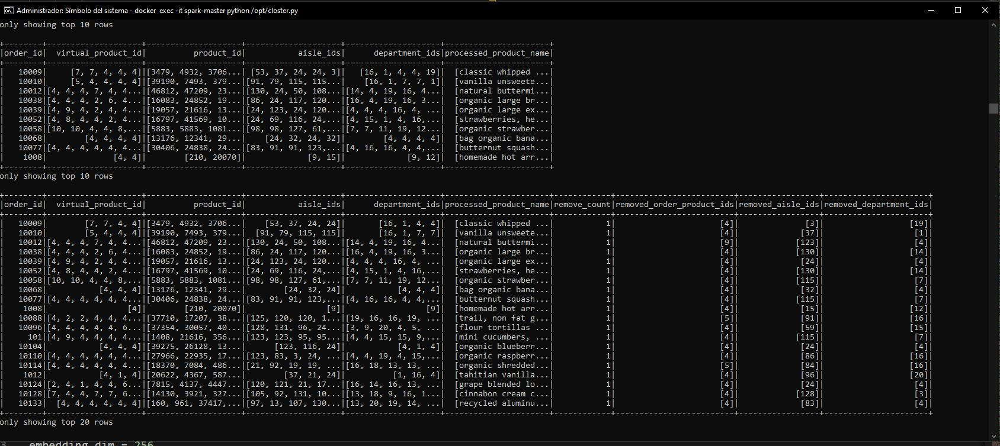 Administrador: Símbolo del sistema - docker  exec -it spark-master python /opt/closter.py
only showing top 10 rows
+--------+--------------------+--------------------+--------------------+--------------------+----------------------+
|order_id|  virtual_product_id|          product_id|           aisle_ids|      department_ids|processed_product_name|
+--------+--------------------+--------------------+--------------------+--------------------+----------------------+
|   10009|     [7, 7, 4, 4, 4]|[3479, 4932, 3706...| [53, 37, 24, 24, 3]|   [16, 1, 4, 4, 19]|  [classic whipped ...|
|   10010|     [5, 4, 4, 4, 4]|[39190, 7493, 379...|[91, 79, 115, 115...|    [16, 1, 7, 7, 1]|  [vanilla unsweete...|
|   10012|[4, 4, 4, 7, 4, 4...|[46812, 47209, 23...|[130, 24, 50, 108...|[14, 4, 19, 16, 4...|  [natural buttermi...|
|   10038|[4, 4, 4, 2, 6, 4...|[16083, 24852, 19...|[86, 24, 117, 120...|[16, 4, 19, 16, 3...|  [organic large br...|
|   10039|[4, 9, 4, 2, 4, 4...|[19057, 21616, 13...|[24, 123, 24, 120...|[4, 4, 4, 16, 4, ...|  [organic large ex...|
|   10052|[4, 8, 4, 4, 2, 4...|[16797, 41569, 10...|[24, 69, 116, 24,...|[4, 15, 1, 4, 16,...|  [strawberries, he...|
|   10058|[10, 10, 4, 4, 8,...|[5883, 5883, 1081...|[98, 98, 127, 61,...|[7, 7, 11, 19, 12...|  [organic strawber...|
|   10068|        [4, 4, 4, 4]|[13176, 12341, 29...|    [24, 32, 24, 32]|        [4, 4, 4, 4]|  [bag organic bana...|
|   10077|[4, 4, 4, 4, 4, 4...|[30406, 24838, 24...|[83, 91, 91, 123,...|[4, 16, 16, 4, 4,...|  [butternut squash...|
|    1008|              [4, 4]|        [210, 20070]|             [9, 15]|             [9, 12]|  [homemade hot arr...|
+--------+--------------------+--------------------+--------------------+--------------------+----------------------+
only showing top 10 rows
+--------+--------------------+--------------------+--------------------+--------------------+----------------------+------------+-------------------------+-----------------+----------------------+
|order_id|  virtual_product_id|          product_id|           aisle_ids|      department_ids|processed_product_name|remove_count|removed_order_product_ids|removed_aisle_ids|removed_department_ids|
+--------+--------------------+--------------------+--------------------+--------------------+----------------------+------------+-------------------------+-----------------+----------------------+
|   10009|        [7, 7, 4, 4]|[3479, 4932, 3706...|    [53, 37, 24, 24]|       [16, 1, 4, 4]|  [classic whipped ...|           1|                      [4]|              [3]|                  [19]|
|   10010|        [5, 4, 4, 4]|[39190, 7493, 379...|  [91, 79, 115, 115]|       [16, 1, 7, 7]|  [vanilla unsweete...|           1|                      [4]|             [37]|                   [1]|
|   10012|[4, 4, 4, 7, 4, 4...|[46812, 47209, 23...|[130, 24, 50, 108...|[14, 4, 19, 16, 4...|  [natural buttermi...|           1|                      [9]|            [123]|                   [4]|
|   10038|[4, 4, 4, 2, 6, 4...|[16083, 24852, 19...|[86, 24, 117, 120...|[16, 4, 19, 16, 3...|  [organic large br...|           1|                      [4]|            [130]|                  [14]|
|   10039|[4, 9, 4, 2, 4, 4...|[19057, 21616, 13...|[24, 123, 24, 120...|[4, 4, 4, 16, 4, ...|  [organic large ex...|           1|                      [4]|             [24]|                   [4]|
|   10052|[4, 8, 4, 4, 2, 4...|[16797, 41569, 10...|[24, 69, 116, 24,...|[4, 15, 1, 4, 16,...|  [strawberries, he...|           1|                      [4]|            [130]|                  [14]|
|   10058|[10, 10, 4, 4, 8,...|[5883, 5883, 1081...|[98, 98, 127, 61,...|[7, 7, 11, 19, 12...|  [organic strawber...|           1|                      [4]|            [115]|                   [7]|
|   10068|           [4, 4, 4]|[13176, 12341, 29...|        [24, 32, 24]|           [4, 4, 4]|  [bag organic bana...|           1|                      [4]|             [32]|                   [4]|
|   10077|[4, 4, 4, 4, 4, 4...|[30406, 24838, 24...|[83, 91, 91, 123,...|[4, 16, 16, 4, 4,...|  [butternut squash...|           1|                      [4]|            [115]|                   [7]|
|    1008|                 [4]|        [210, 20070]|                 [9]|                 [9]|  [homemade hot arr...|           1|                      [4]|             [15]|                  [12]|
|   10088|[4, 2, 2, 4, 4, 4...|[37710, 17207, 38...|[125, 120, 120, 1...|[19, 16, 16, 19, ...|  [trail, non fat g...|           1|                      [5]|             [91]|                  [16]|
|   10096|[4, 4, 4, 4, 4, 6...|[37354, 30057, 40...|[128, 131, 96, 24...|[3, 9, 20, 4, 5, ...|  [flour tortillas ...|           1|                      [4]|             [59]|                  [15]|
|     101|[4, 9, 4, 4, 4, 4...|[1408, 21616, 356...|[123, 123, 95, 95...|[4, 4, 15, 15, 9,...|  [mini cucumbers, ...|           1|                      [4]|            [115]|                   [7]|
|   10104|           [4, 4, 4]|[39275, 26128, 13...|      [123, 116, 24]|           [4, 1, 4]|  [organic blueberr...|           1|                      [4]|             [24]|                   [4]|
|   10110|[4, 4, 4, 4, 4, 4...|[27966, 22935, 17...|[123, 83, 3, 24, ...|[4, 4, 19, 4, 15,...|  [organic raspberr...|           1|                      [4]|             [86]|                  [16]|
|   10114|[4, 4, 4, 4, 4, 4...|[18370, 7084, 486...|[21, 92, 19, 19, ...|[16, 18, 13, 13, ...|  [organic shredded...|           1|                      [5]|             [84]|                  [16]|
|    1012|           [4, 1, 4]|[20622, 4367, 587...|        [37, 21, 24]|          [1, 16, 4]|  [tahitian vanilla...|           1|                      [4]|             [96]|                  [20]|
|   10124|[2, 4, 1, 4, 4, 6...|[7815, 4137, 4447...|[120, 121, 21, 17...|[16, 14, 16, 13, ...|  [grape blended lo...|           1|                      [4]|             [24]|                   [4]|
|   10128|[7, 4, 4, 7, 7, 6...|[14130, 3921, 327...|[105, 92, 131, 10...|[13, 18, 9, 16, 1...|  [cinnabon cream c...|           1|                      [4]|            [128]|                   [3]|
|   10133|  [4, 4, 4, 4, 4, 4]|[160, 961, 37417,...|[97, 13, 107, 130...|[13, 20, 19, 14, ...|  [recycled aluminu...|           1|                      [4]|             [83]|                   [4]|
+--------+--------------------+--------------------+--------------------+--------------------+----------------------+------------+-------------------------+-----------------+----------------------+
only showing top 20 rows
3   embedding_dim = 256